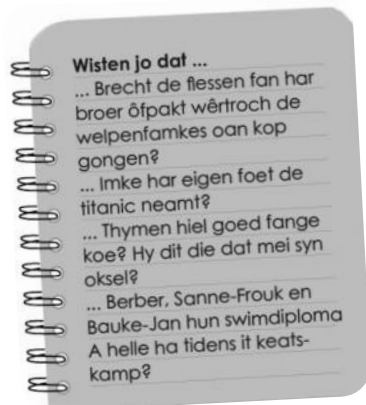 Wisten jo dat ...
... Brecht de flessen fan har
broer ôfpakt wêrtroch de
welpenfamkes oan kop
gongen?
... Imke har eigen foet de
titanic neamt?
... Thymen hiel goed fange
koe? Hy dit die dat mei syn
oksel?
... Berber, Sanne-Frouk en
Bauke-Jan hun swimdiploma
A helle ha tidens it keats-
kamp?